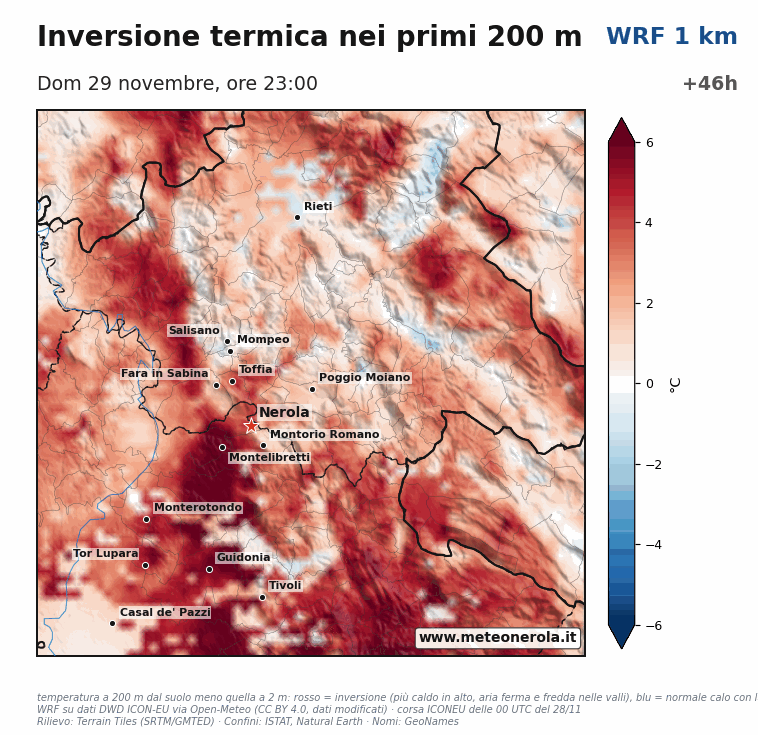 Inversione termica nei primi 200 m WRF 1 km
Dom 29 novembre, ore 23:00 +46h
Rieti
Salisano
Mompeo
Toffia
Fara in Sabina
Poggio Moiano
Nerola
Montorio Romano
Montelibretti
Monterotondo
Tor Lupara
Guidonia
Tivoli
Casal de' Pazzi
www.meteonerola.it
6
4
2
0
−2
−4
−6
°C
temperatura a 200 m dal suolo meno quella a 2 m: rosso = inversione (più caldo in alto, aria ferma e fredda nelle valli), blu = normale calo con l
WRF su dati DWD ICON-EU via Open-Meteo (CC BY 4.0, dati modificati) · corsa ICONEU delle 00 UTC del 28/11
Rilievo: Terrain Tiles (SRTM/GMTED) · Confini: ISTAT, Natural Earth · Nomi: GeoNames